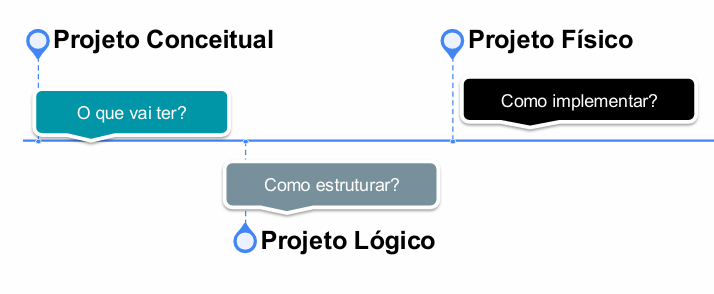 Projeto Conceitual
O que vai ter?
Projeto Físico
Como implementar?
Como estruturar?
Projeto Lógico